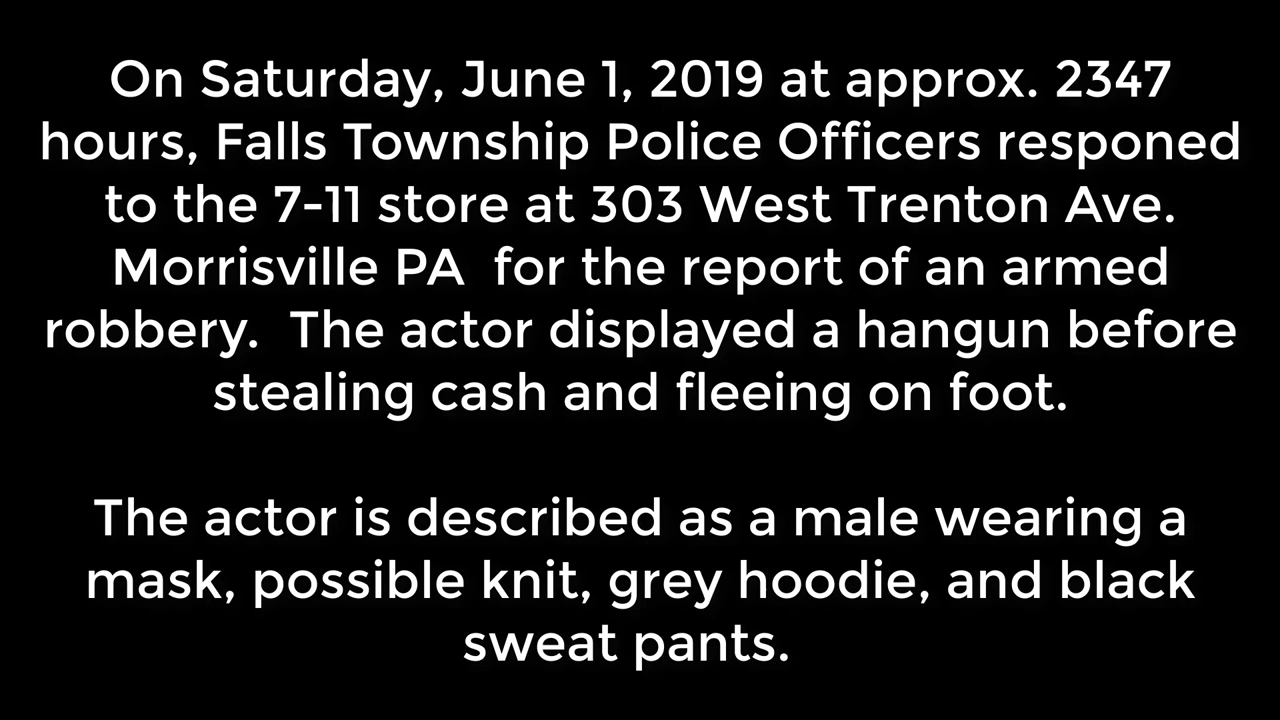 On Saturday, June 1, 2019 at approx. 2347
hours, Falls Township Police Officers responed
to the 7-11 store at 303 West Trenton Ave.
Morrisville PA  for the report of an armed
robbery.  The actor displayed a hangun before
stealing cash and fleeing on foot.
The actor is described as a male wearing a
mask, possible knit, grey hoodie, and black
sweat pants.